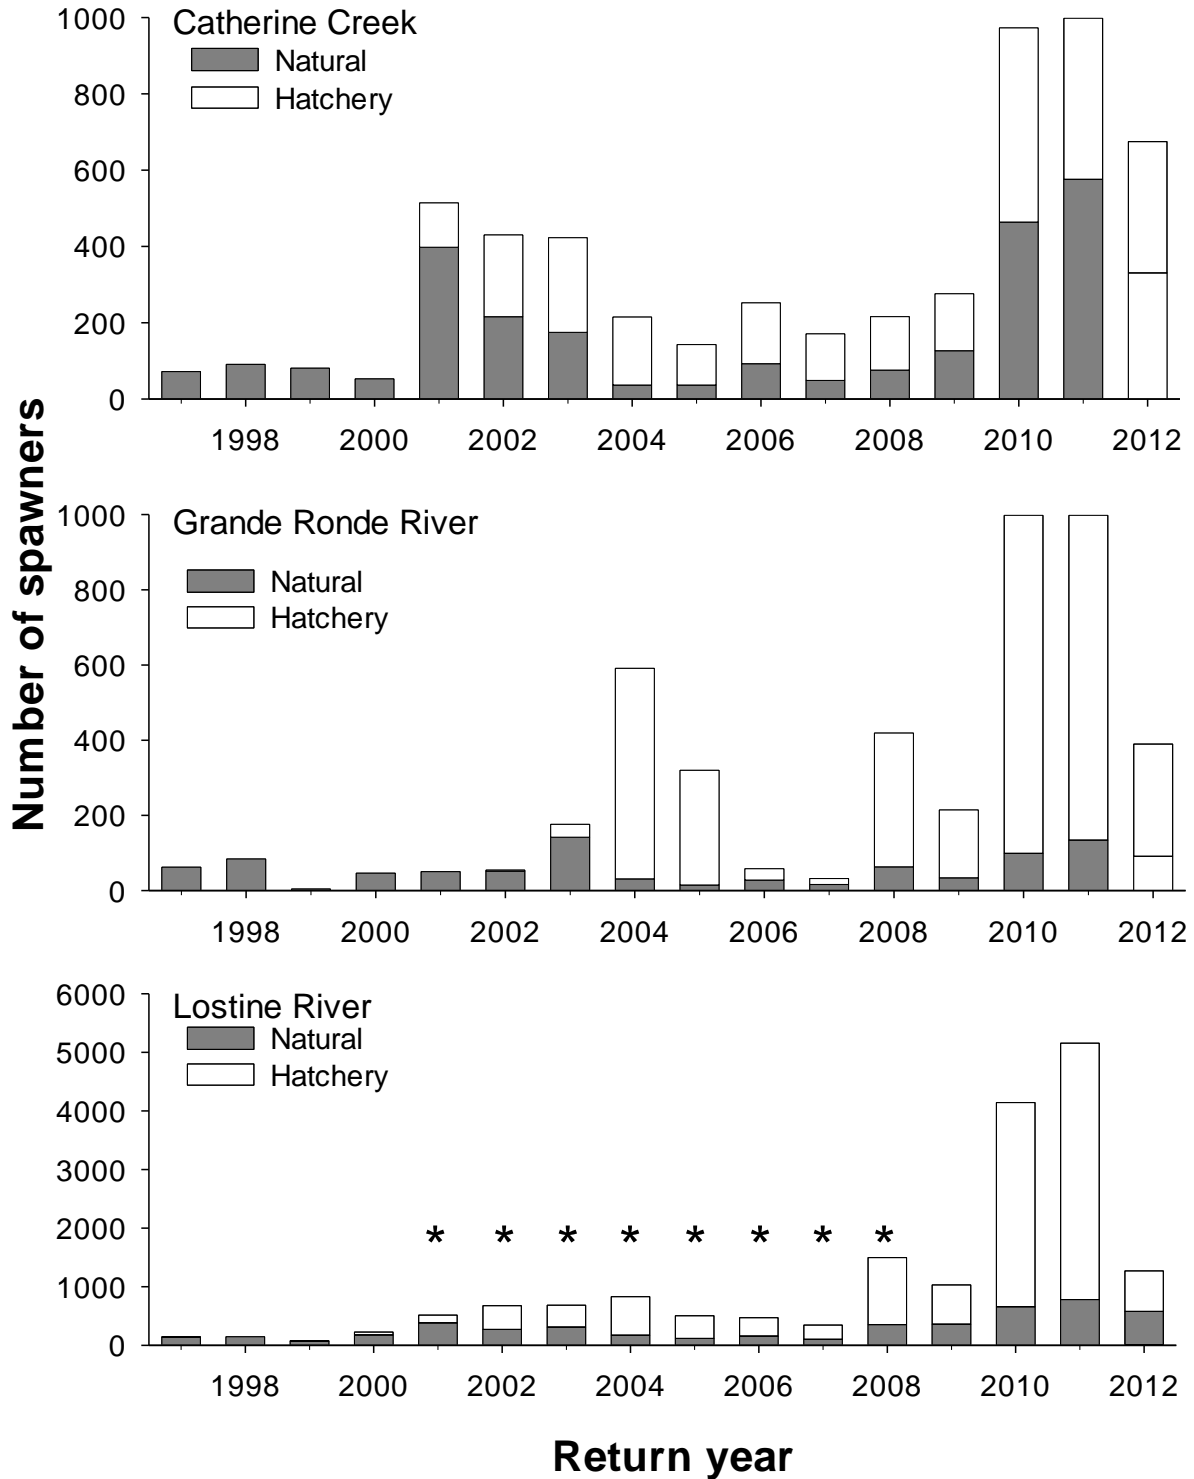 Number of spawners
Catherine Creek
Natural
Hatchery
1000
800
600
400
200
0
1998 2000 2002 2004 2006 2008 2010 2012
Grande Ronde River
Natural
Hatchery
1000
800
600
400
200
0
1998 2000 2002 2004 2006 2008 2010 2012
Lostine River
Natural
Hatchery
6000
5000
4000
3000
2000
1000
0
* * * * * * * *
1998 2000 2002 2004 2006 2008 2010 2012
Return year